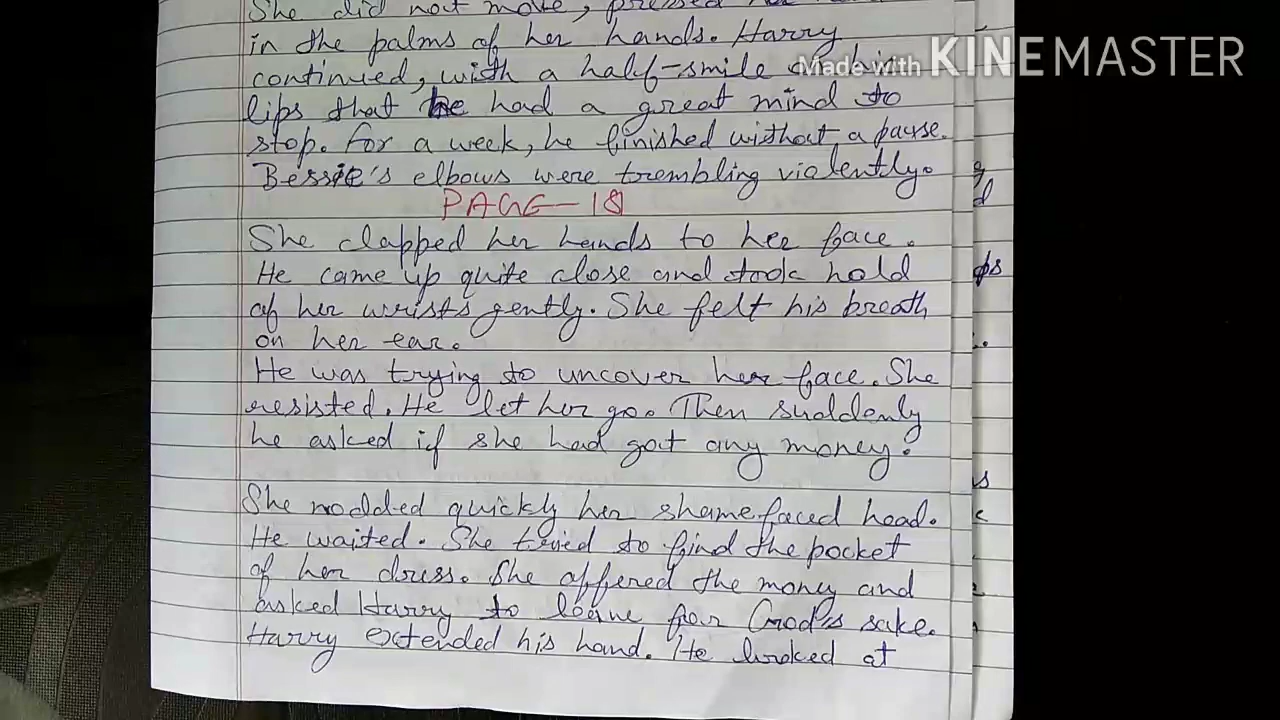 She did not move, pressed her
in the palms of her hands. Harry
continued, with a half-smile on his
Made with KINEMASTER
lips that he had a great mind to
stop. For a week, he finished without a pause.
Bessie's elbows were trembling violently.
PAGE-18
She clapped her hands to her face.
He came up quite close and took hold
of her wrists gently. She felt his breath
on her ear.
He was trying to uncover her face. She
resisted. He let her go. Then suddenly
he asked if she had got any money?
She nodded quickly her shamefaced head.
He waited. She tried to find the pocket
of her dress. She offered the mony and
asked Harry to leave for God's sake.
Harry extended his hand. He looked at